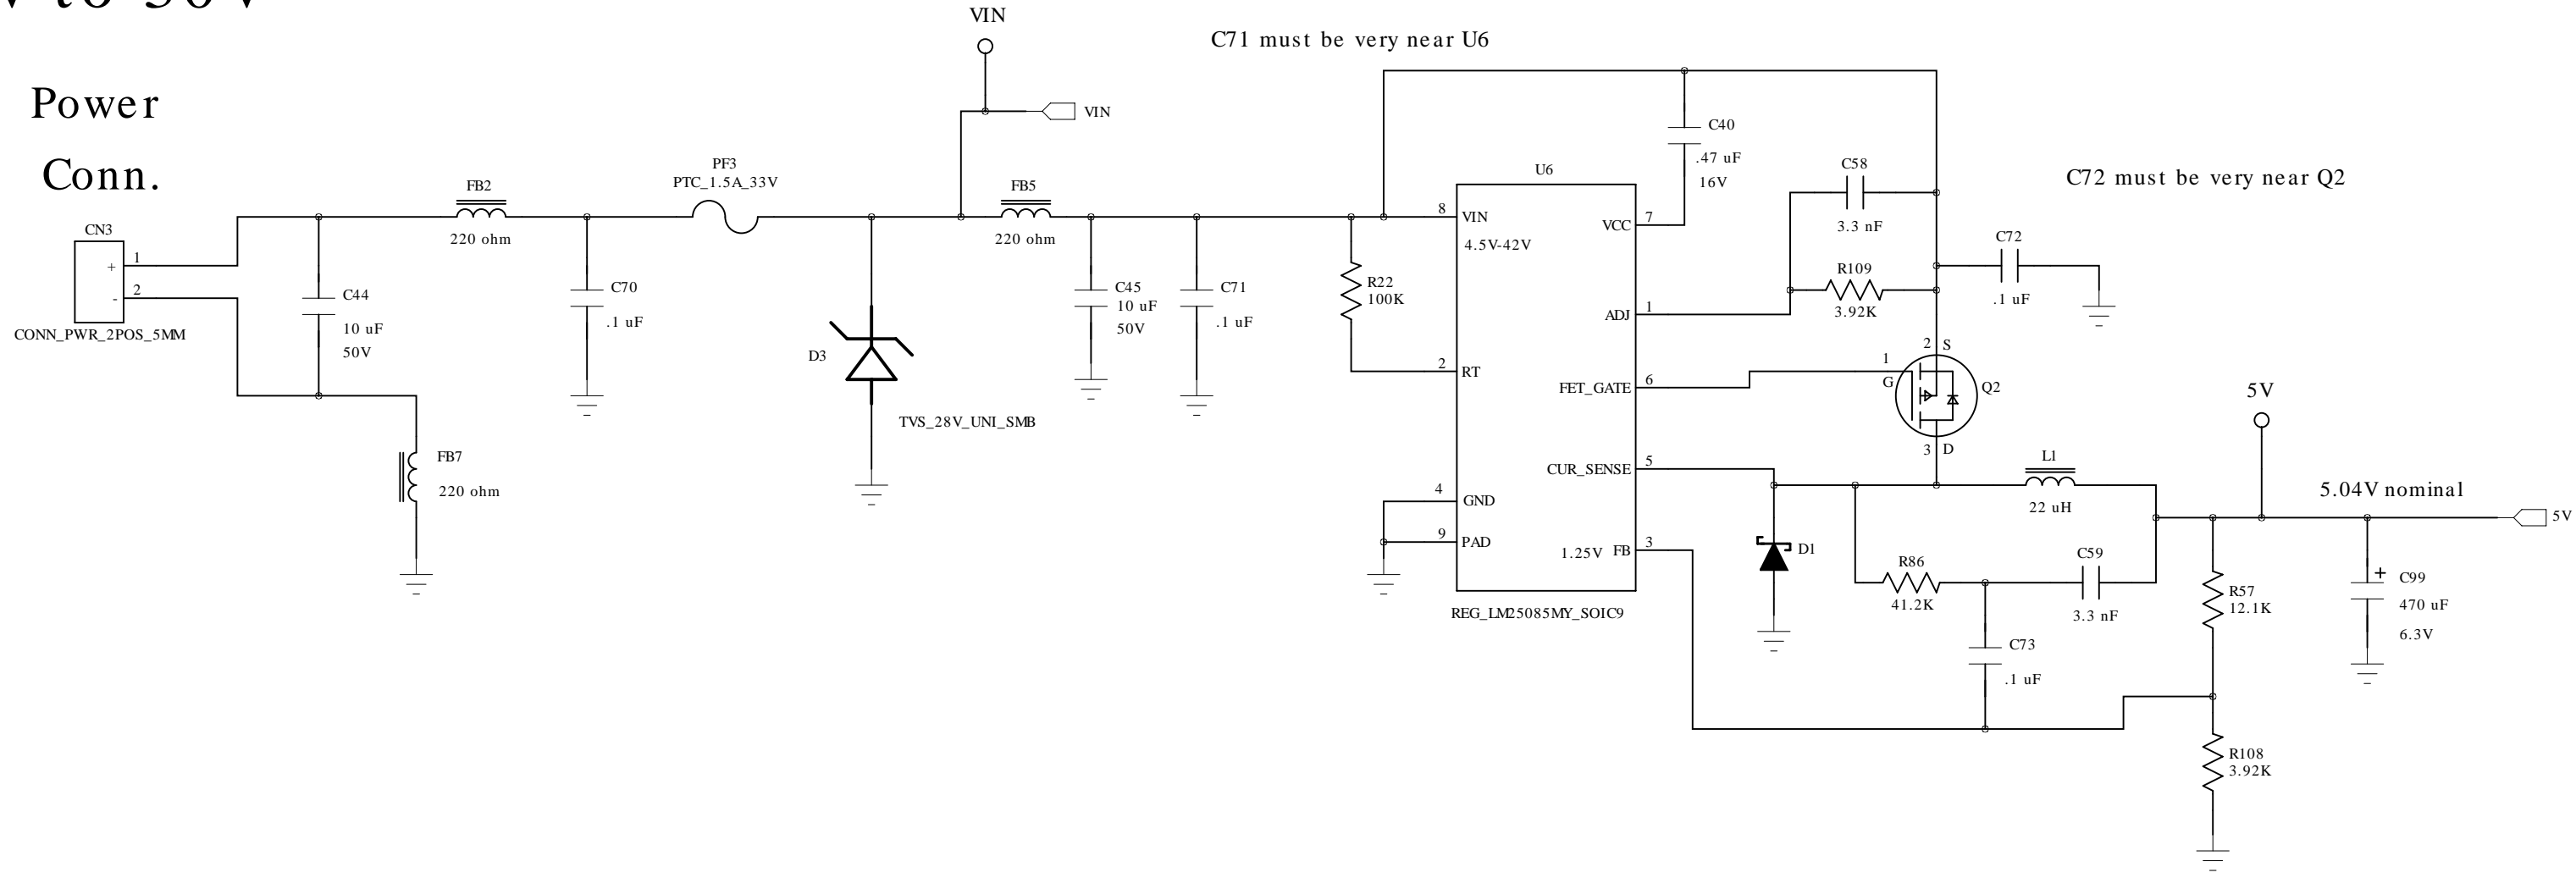 V to 30V
VIN
C71 must be very near U6
Power
Conn.
VIN
C40
.47 uF
16V
C58
3.3 nF
C72 must be very near Q2
PF3
PTC_1.5A_33V
FB2
220 ohm
FB5
220 ohm
U6
8
VIN
4.5V-42V
VCC
7
CN3
+
1
-
2
CONN_PWR_2POS_5MM
C44
10 uF
50V
C70
.1 uF
D3
TVS_28V_UNI_SMB
C45
10 uF
50V
C71
.1 uF
R22
100K
R109
3.92K
C72
.1 uF
ADJ
1
2
RT
FET_GATE
6
1
G
2
S
Q2
3
D
5V
FB7
220 ohm
CUR_SENSE
5
4
GND
9
PAD
1.25V
FB
3
REG_LM25085MY_SOIC9
L1
22 uH
5.04V nominal
5V
D1
R86
41.2K
C59
3.3 nF
R57
12.1K
C99
+
470 uF
6.3V
C73
.1 uF
R108
3.92K